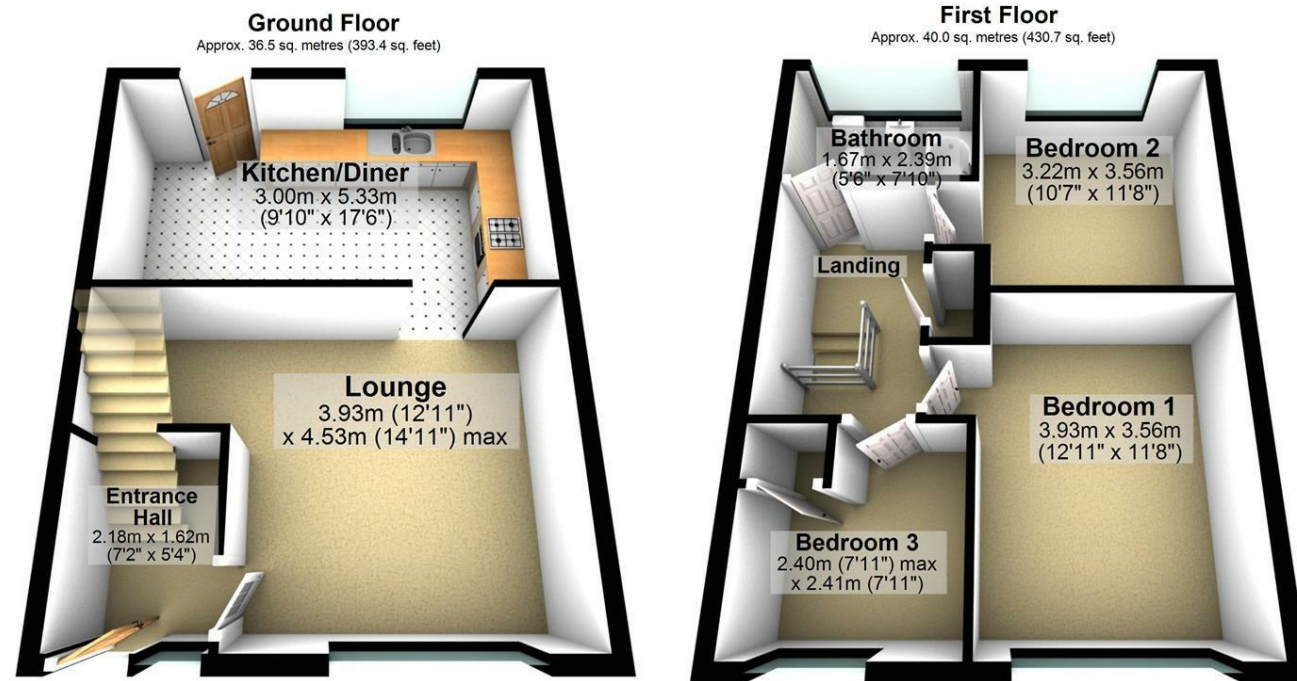 Ground Floor
Approx. 36.5 sq. metres (393.4 sq. feet)
Kitchen/Diner
3.00m x 5.33m
(9'10" x 17'6")
Lounge
3.93m (12'11")
x 4.53m (14'11") max
Entrance
Hall
2.18m x 1.62m
(7'2" x 5'4")
First Floor
Approx. 40.0 sq. metres (430.7 sq. feet)
Bathroom
1.67m x 2.39m
(5'6" x 7'10")
Bedroom 2
3.22m x 3.56m
(10'7" x 11'8")
Landing
Bedroom 1
3.93m x 3.56m
(12'11" x 11'8")
Bedroom 3
2.40m (7'11") max
x 2.41m (7'11")